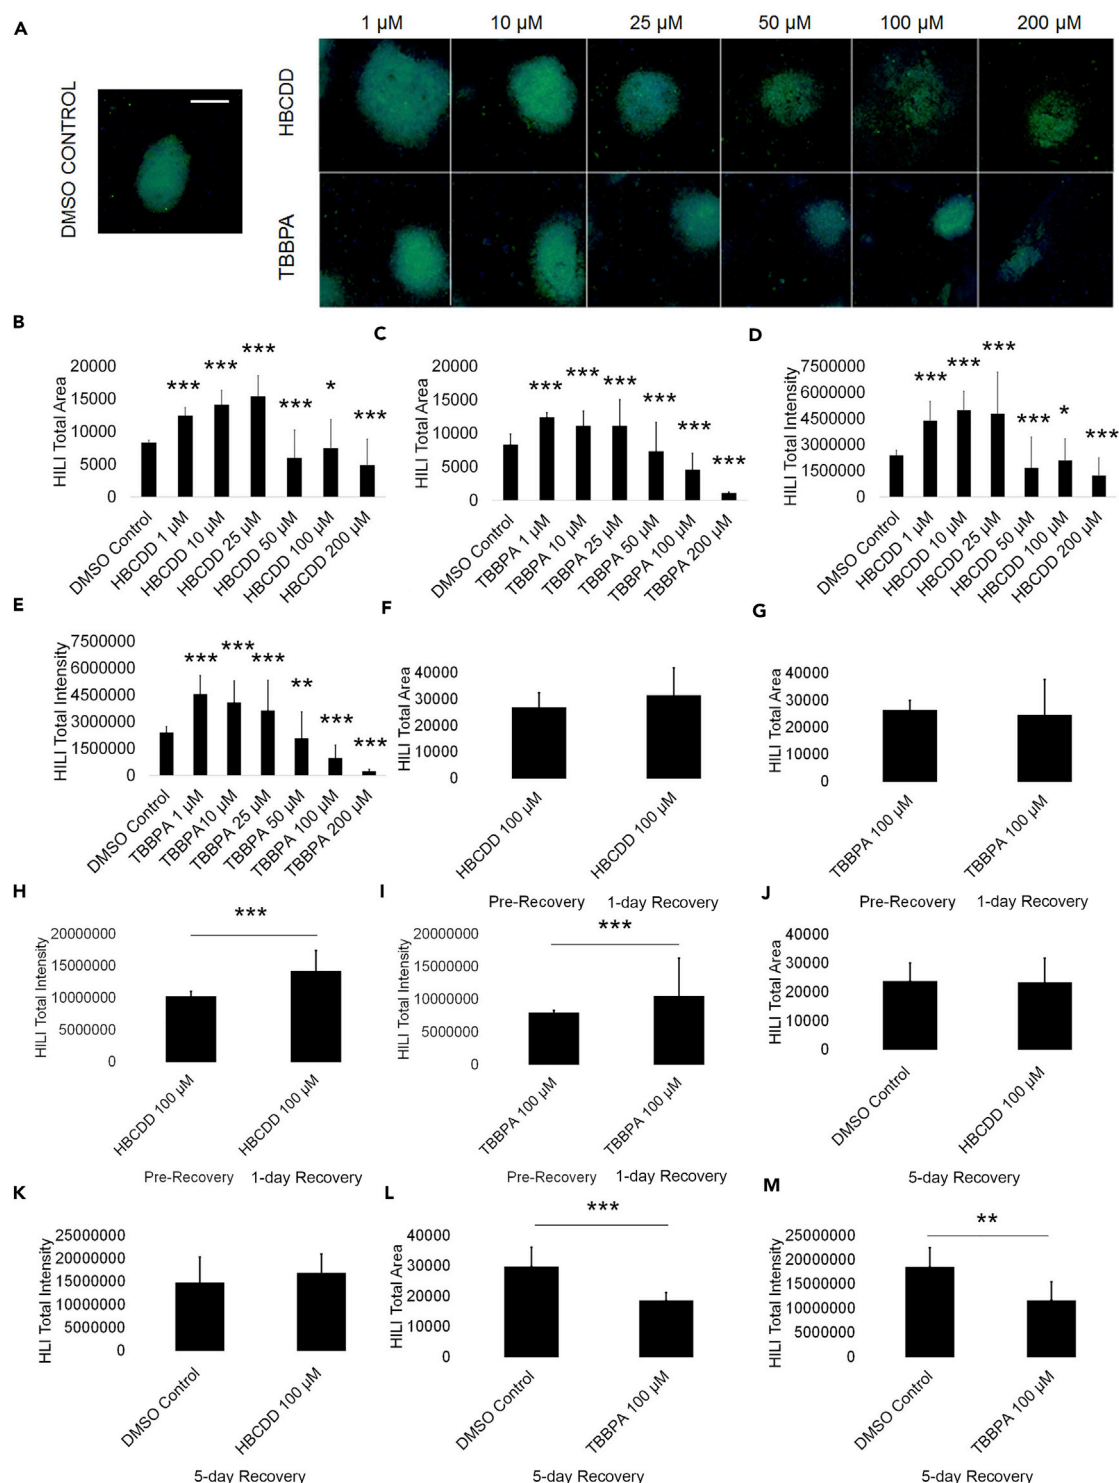 A
1 µM 10 µM 25 µM 50 µM 100 µM 200 µM
DMSO CONTROL
HBCDD
TBBPA
B
HILI Total Area
20000
15000
10000
5000
0
*** *** *** *** * ***
DMSO Control
HBCDD 1 µM
HBCDD 10 µM
HBCDD 25 µM
HBCDD 50 µM
HBCDD 100 µM
HBCDD 200 µM
C
HILI Total Area
20000
15000
10000
5000
0
*** *** *** *** *** ***
DMSO Control
TBBPA 1 µM
TBBPA 10 µM
TBBPA 25 µM
TBBPA 50 µM
TBBPA 100 µM
TBBPA 200 µM
D
HILI Total Intensity
7500000
6000000
4500000
3000000
1500000
0
*** *** *** *** * ***
DMSO Control
HBCDD 1 µM
HBCDD 10 µM
HBCDD 25 µM
HBCDD 50 µM
HBCDD 100 µM
HBCDD 200 µM
E
HILI Total Intensity
7500000
6000000
4500000
3000000
1500000
0
*** *** *** ** *** ***
DMSO Control
TBBPA 1 µM
TBBPA10 µM
TBBPA 25 µM
TBBPA 50 µM
TBBPA 100 µM
TBBPA 200 µM
F
HILI Total Area
40000
30000
20000
10000
0
HBCDD 100 µM
HBCDD 100 µM
Pre-Recovery 1-day Recovery
G
HILI Total Area
40000
30000
20000
10000
0
TBBPA 100 µM
TBBPA 100 µM
Pre-Recovery 1-day Recovery
H
HILI Total Intensity
20000000
15000000
10000000
5000000
0
***
HBCDD 100 µM
HBCDD 100 µM
Pre-Recovery 1-day Recovery
I
HILI Total Intensity
20000000
15000000
10000000
5000000
0
***
TBBPA 100 µM
TBBPA 100 µM
Pre-Recovery 1-day Recovery
J
HILI Total Area
40000
30000
20000
10000
0
DMSO Control
HBCDD 100 µM
5-day Recovery
K
HLI Total Intensity
25000000
20000000
15000000
10000000
5000000
0
DMSO Control
HBCDD 100 µM
5-day Recovery
L
HILI Total Area
40000
30000
20000
10000
0
***
DMSO Control
TBBPA 100 µM
5-day Recovery
M
HILI Total Intensity
25000000
20000000
15000000
10000000
5000000
0
**
DMSO Control
TBBPA 100 µM
5-day Recovery